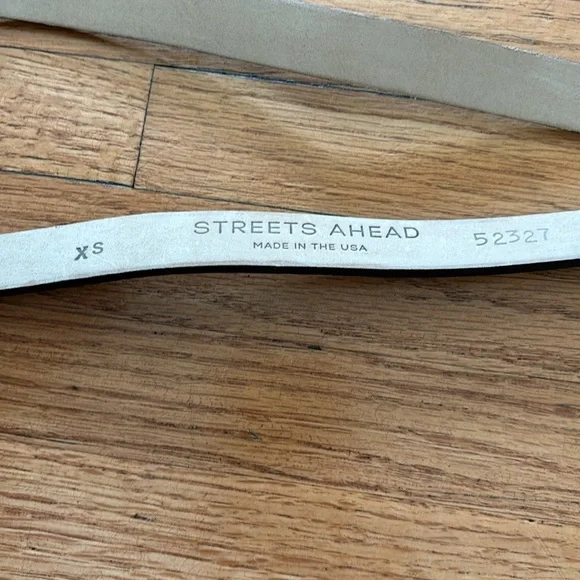 XS
STREETS AHEAD
MADE IN THE USA
52327